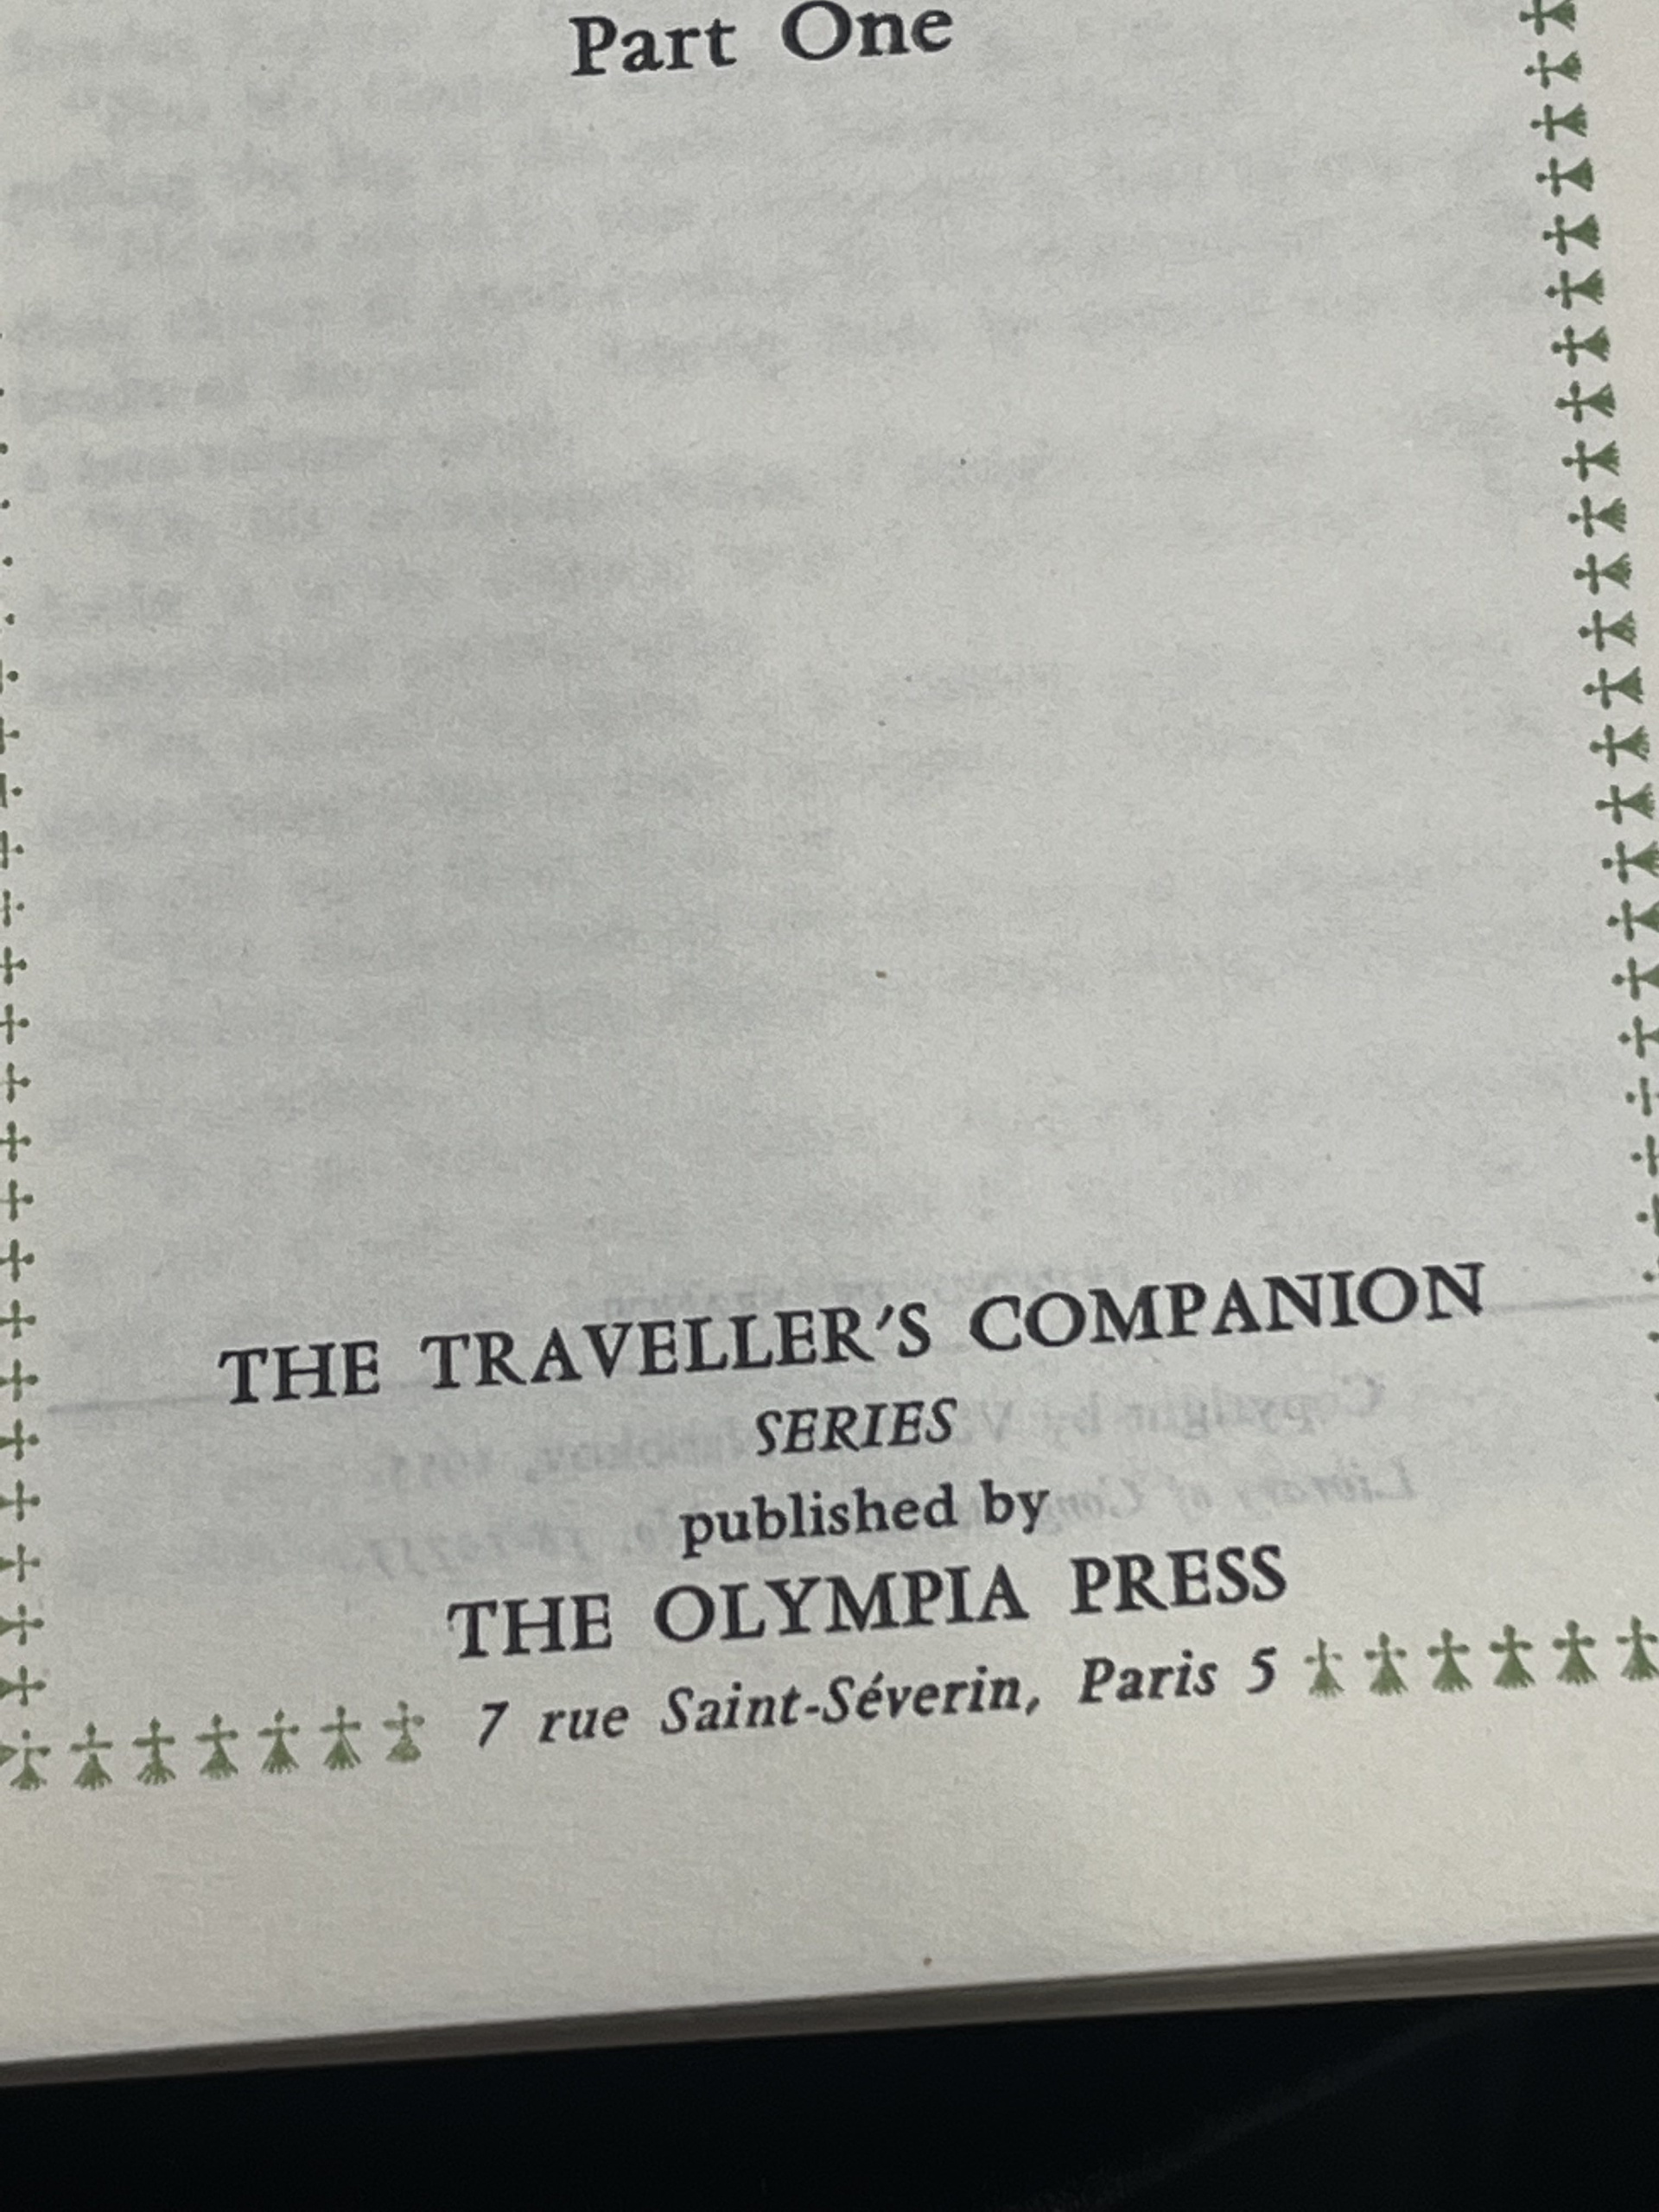 Part One
THE TRAVELLER'S COMPANION
SERIES
published by
THE OLYMPIA PRESS
7 rue Saint-Séverin, Paris 5